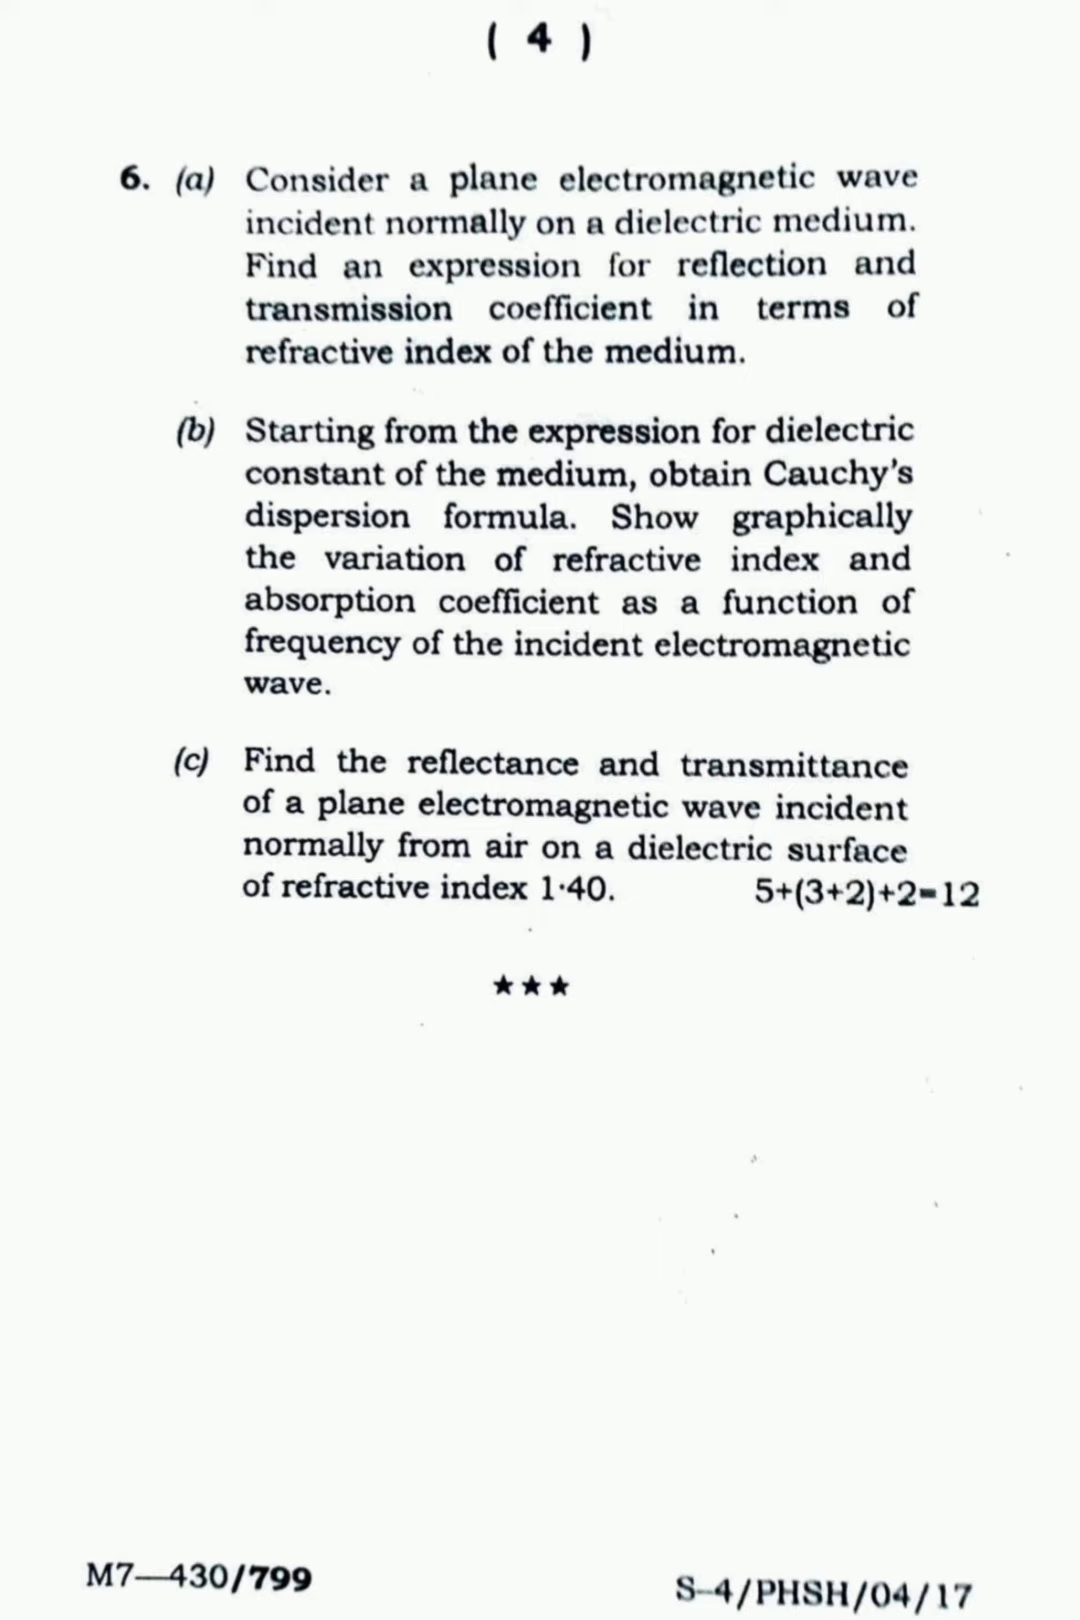 ( 4 )
6. (a) Consider a plane electromagnetic wave
incident normally on a dielectric medium.
Find an expression for reflection and
transmission coefficient in terms of
refractive index of the medium.
(b) Starting from the expression for dielectric
constant of the medium, obtain Cauchy's
dispersion formula. Show graphically
the variation of refractive index and
absorption coefficient as a function of
frequency of the incident electromagnetic
wave.
(c) Find the reflectance and transmittance
of a plane electromagnetic wave incident
normally from air on a dielectric surface
of refractive index 1·40. 5+(3+2)+2=12
★★★
M7—430/799 S-4/PHSH/04/17